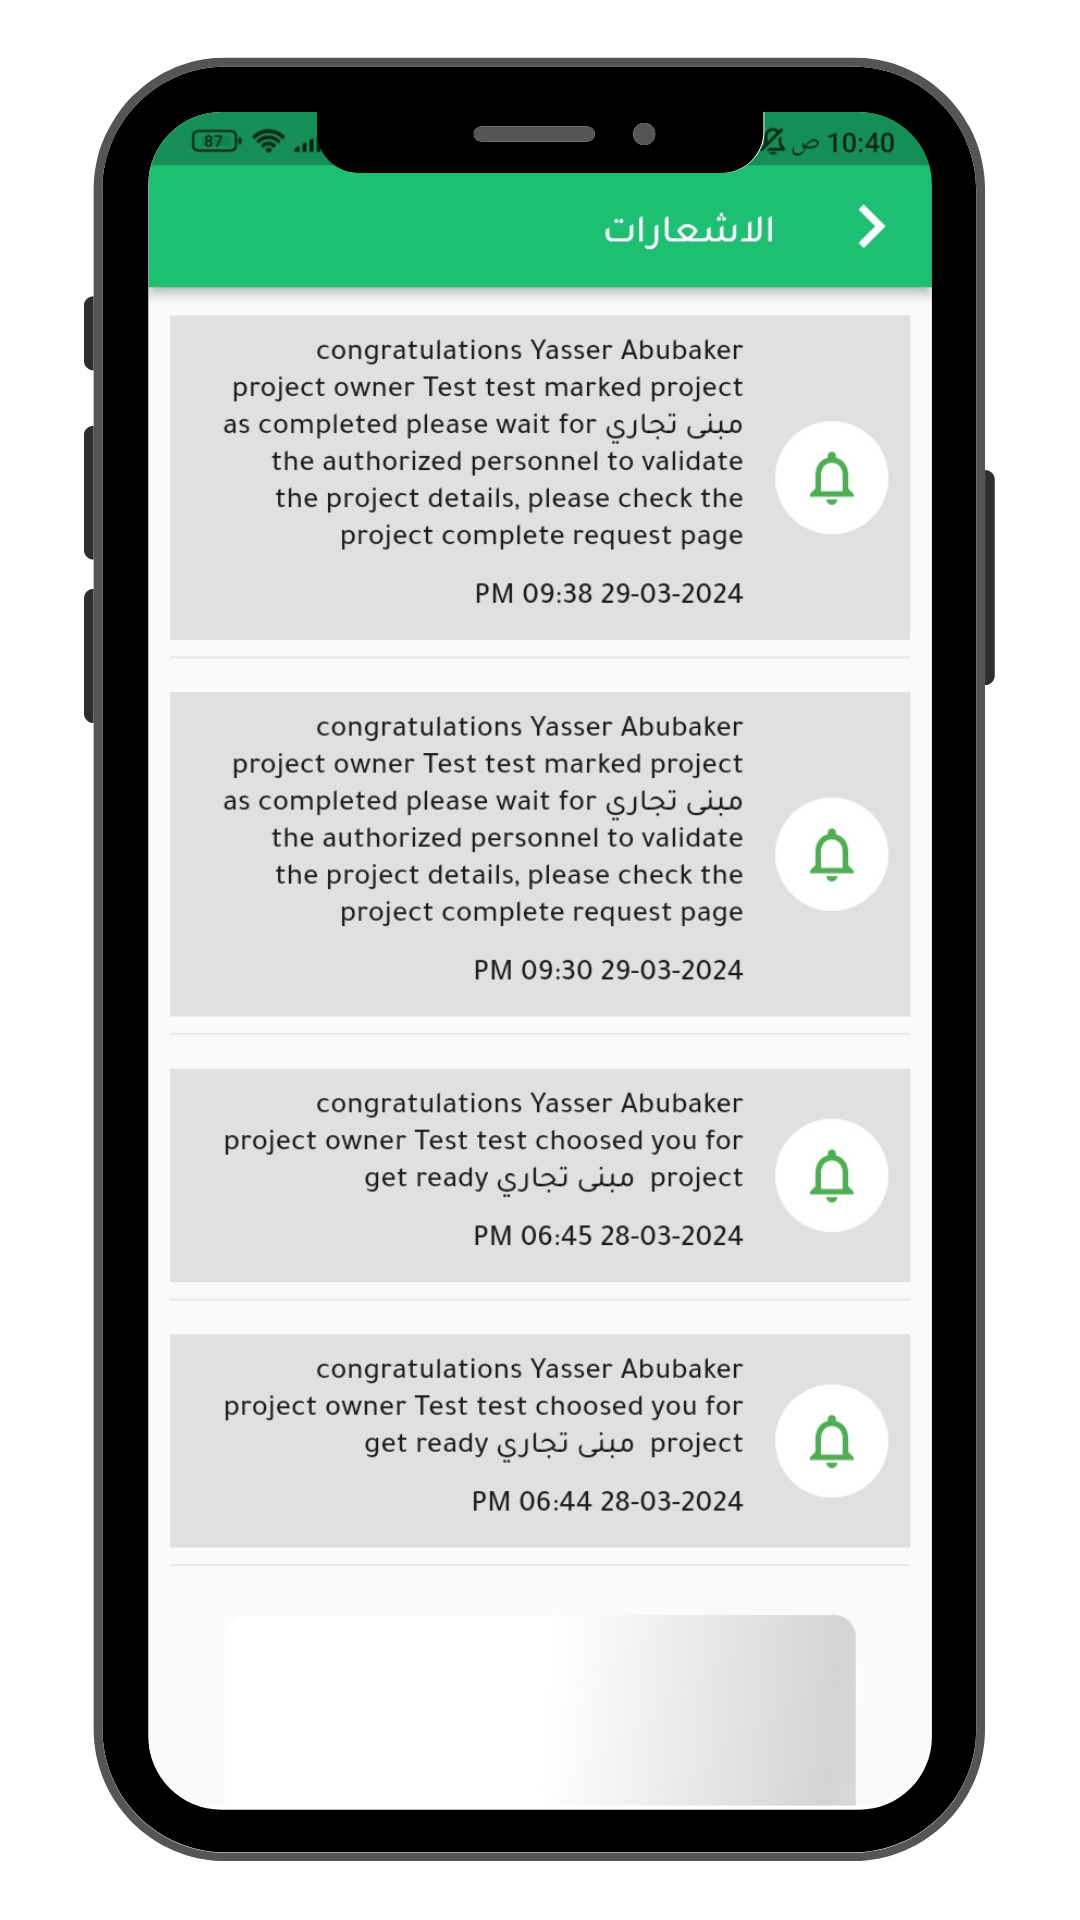 10:40 ص
87
الاشعارات
congratulations Yasser Abubaker
project owner Test test marked project
مبنى تجاري as completed please wait for
the authorized personnel to validate
the project details, please check the
project complete request page
29-03-2024 09:38 PM
congratulations Yasser Abubaker
project owner Test test marked project
مبنى تجاري as completed please wait for
the authorized personnel to validate
the project details, please check the
project complete request page
29-03-2024 09:30 PM
congratulations Yasser Abubaker
project owner Test test choosed you for
project مبنى تجاري get ready
28-03-2024 06:45 PM
congratulations Yasser Abubaker
project owner Test test choosed you for
project مبنى تجاري get ready
28-03-2024 06:44 PM